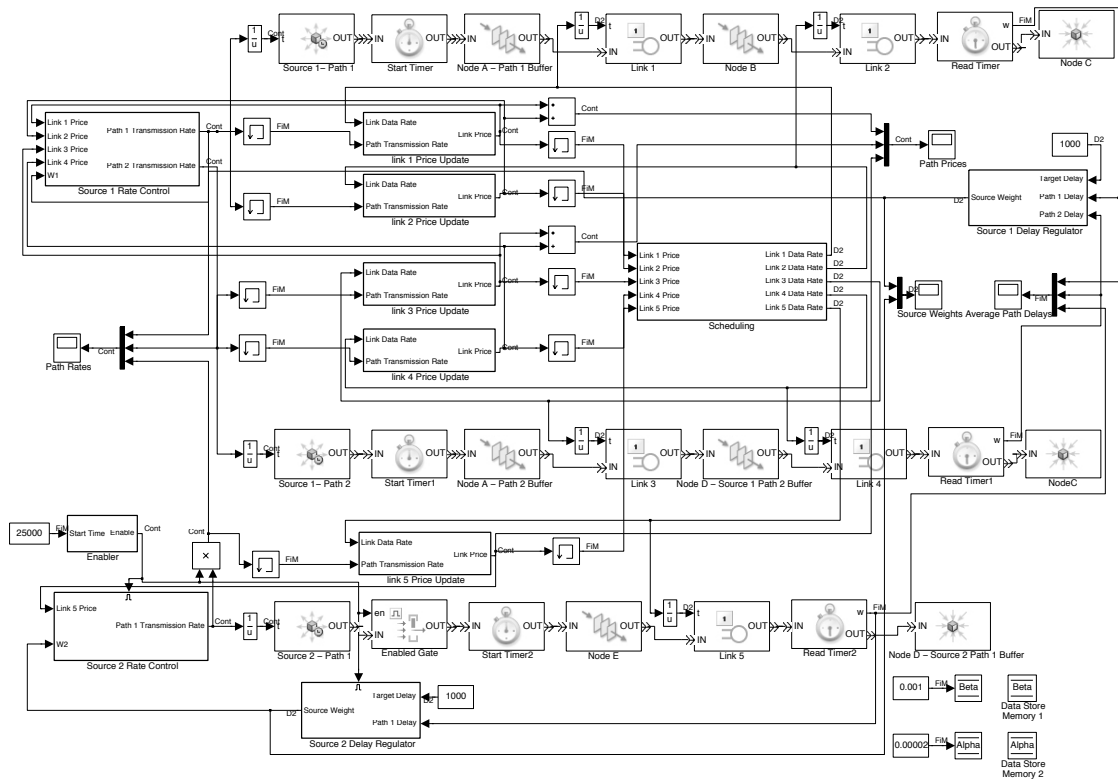 1
u
Cont
t
OUT
Source 1– Path 1
IN
OUT
Start Timer
IN
OUT
Node A – Path 1 Buffer
1
u
D2
t
IN
OUT
Link 1
IN
OUT
Node B
1
u
D2
t
IN
OUT
Link 2
IN
w
OUT
Read Timer
FiM
IN
Node C
Link 1 Price
Link 2 Price
Link 3 Price
Link 4 Price
W1
Path 1 Transmission Rate
Path 2 Transmission Rate
Source 1 Rate Control
Cont
Cont
FiM
Link Data Rate
Path Transmission Rate
Link Price
link 1 Price Update
FiM
Cont
Cont
Path Prices
1000
D2
Target Delay
Path 1 Delay
Path 2 Delay
Source Weight
D2
Source 1 Delay Regulator
FiM
Link Data Rate
Path Transmission Rate
Link Price
link 2 Price Update
FiM
Cont
FiM
Link Data Rate
Path Transmission Rate
Link Price
link 3 Price Update
FiM
Link 1 Price
Link 2 Price
Link 3 Price
Link 4 Price
Link 5 Price
Link 1 Data Rate
Link 2 Data Rate
Link 3 Data Rate
Link 4 Data Rate
Link 5 Data Rate
Scheduling
D2
D2
D2
D2
D2
D2
Source Weights
FiM
Average Path Delays
Path Rates
Cont
FiM
Link Data Rate
Path Transmission Rate
Link Price
link 4 Price Update
FiM
1
u
Cont
t
OUT
Source 1– Path 2
IN
OUT
Start Timer1
IN
OUT
Node A – Path 2 Buffer
1
u
D2
t
IN
OUT
Link 3
IN
OUT
Node D – Source 1 Path 2 Buffer
1
u
D2
t
IN
OUT
Link 4
IN
w
OUT
Read Timer1
FiM
IN
NodeC
25000
FiM
Start Time
Enable
Enabler
Cont
Cont
×
FiM
Link Data Rate
Path Transmission Rate
Link Price
link 5 Price Update
Cont
FiM
Link 5 Price
W2
Path 1 Transmission Rate
Source 2 Rate Control
Cont
1
u
t
OUT
Source 2 – Path 1
en
IN
OUT
Enabled Gate
IN
OUT
Start Timer2
IN
OUT
Node E
1
u
D2
t
IN
OUT
Link 5
IN
w
OUT
Read Timer2
FiM
IN
Node D – Source 2 Path 1 Buffer
Target Delay
Path 1 Delay
Source Weight
D2
Source 2 Delay Regulator
1000
D2
0.001
FiM
Beta
Beta
Data Store
Memory 1
0.00002
FiM
Alpha
Alpha
Data Store
Memory 2